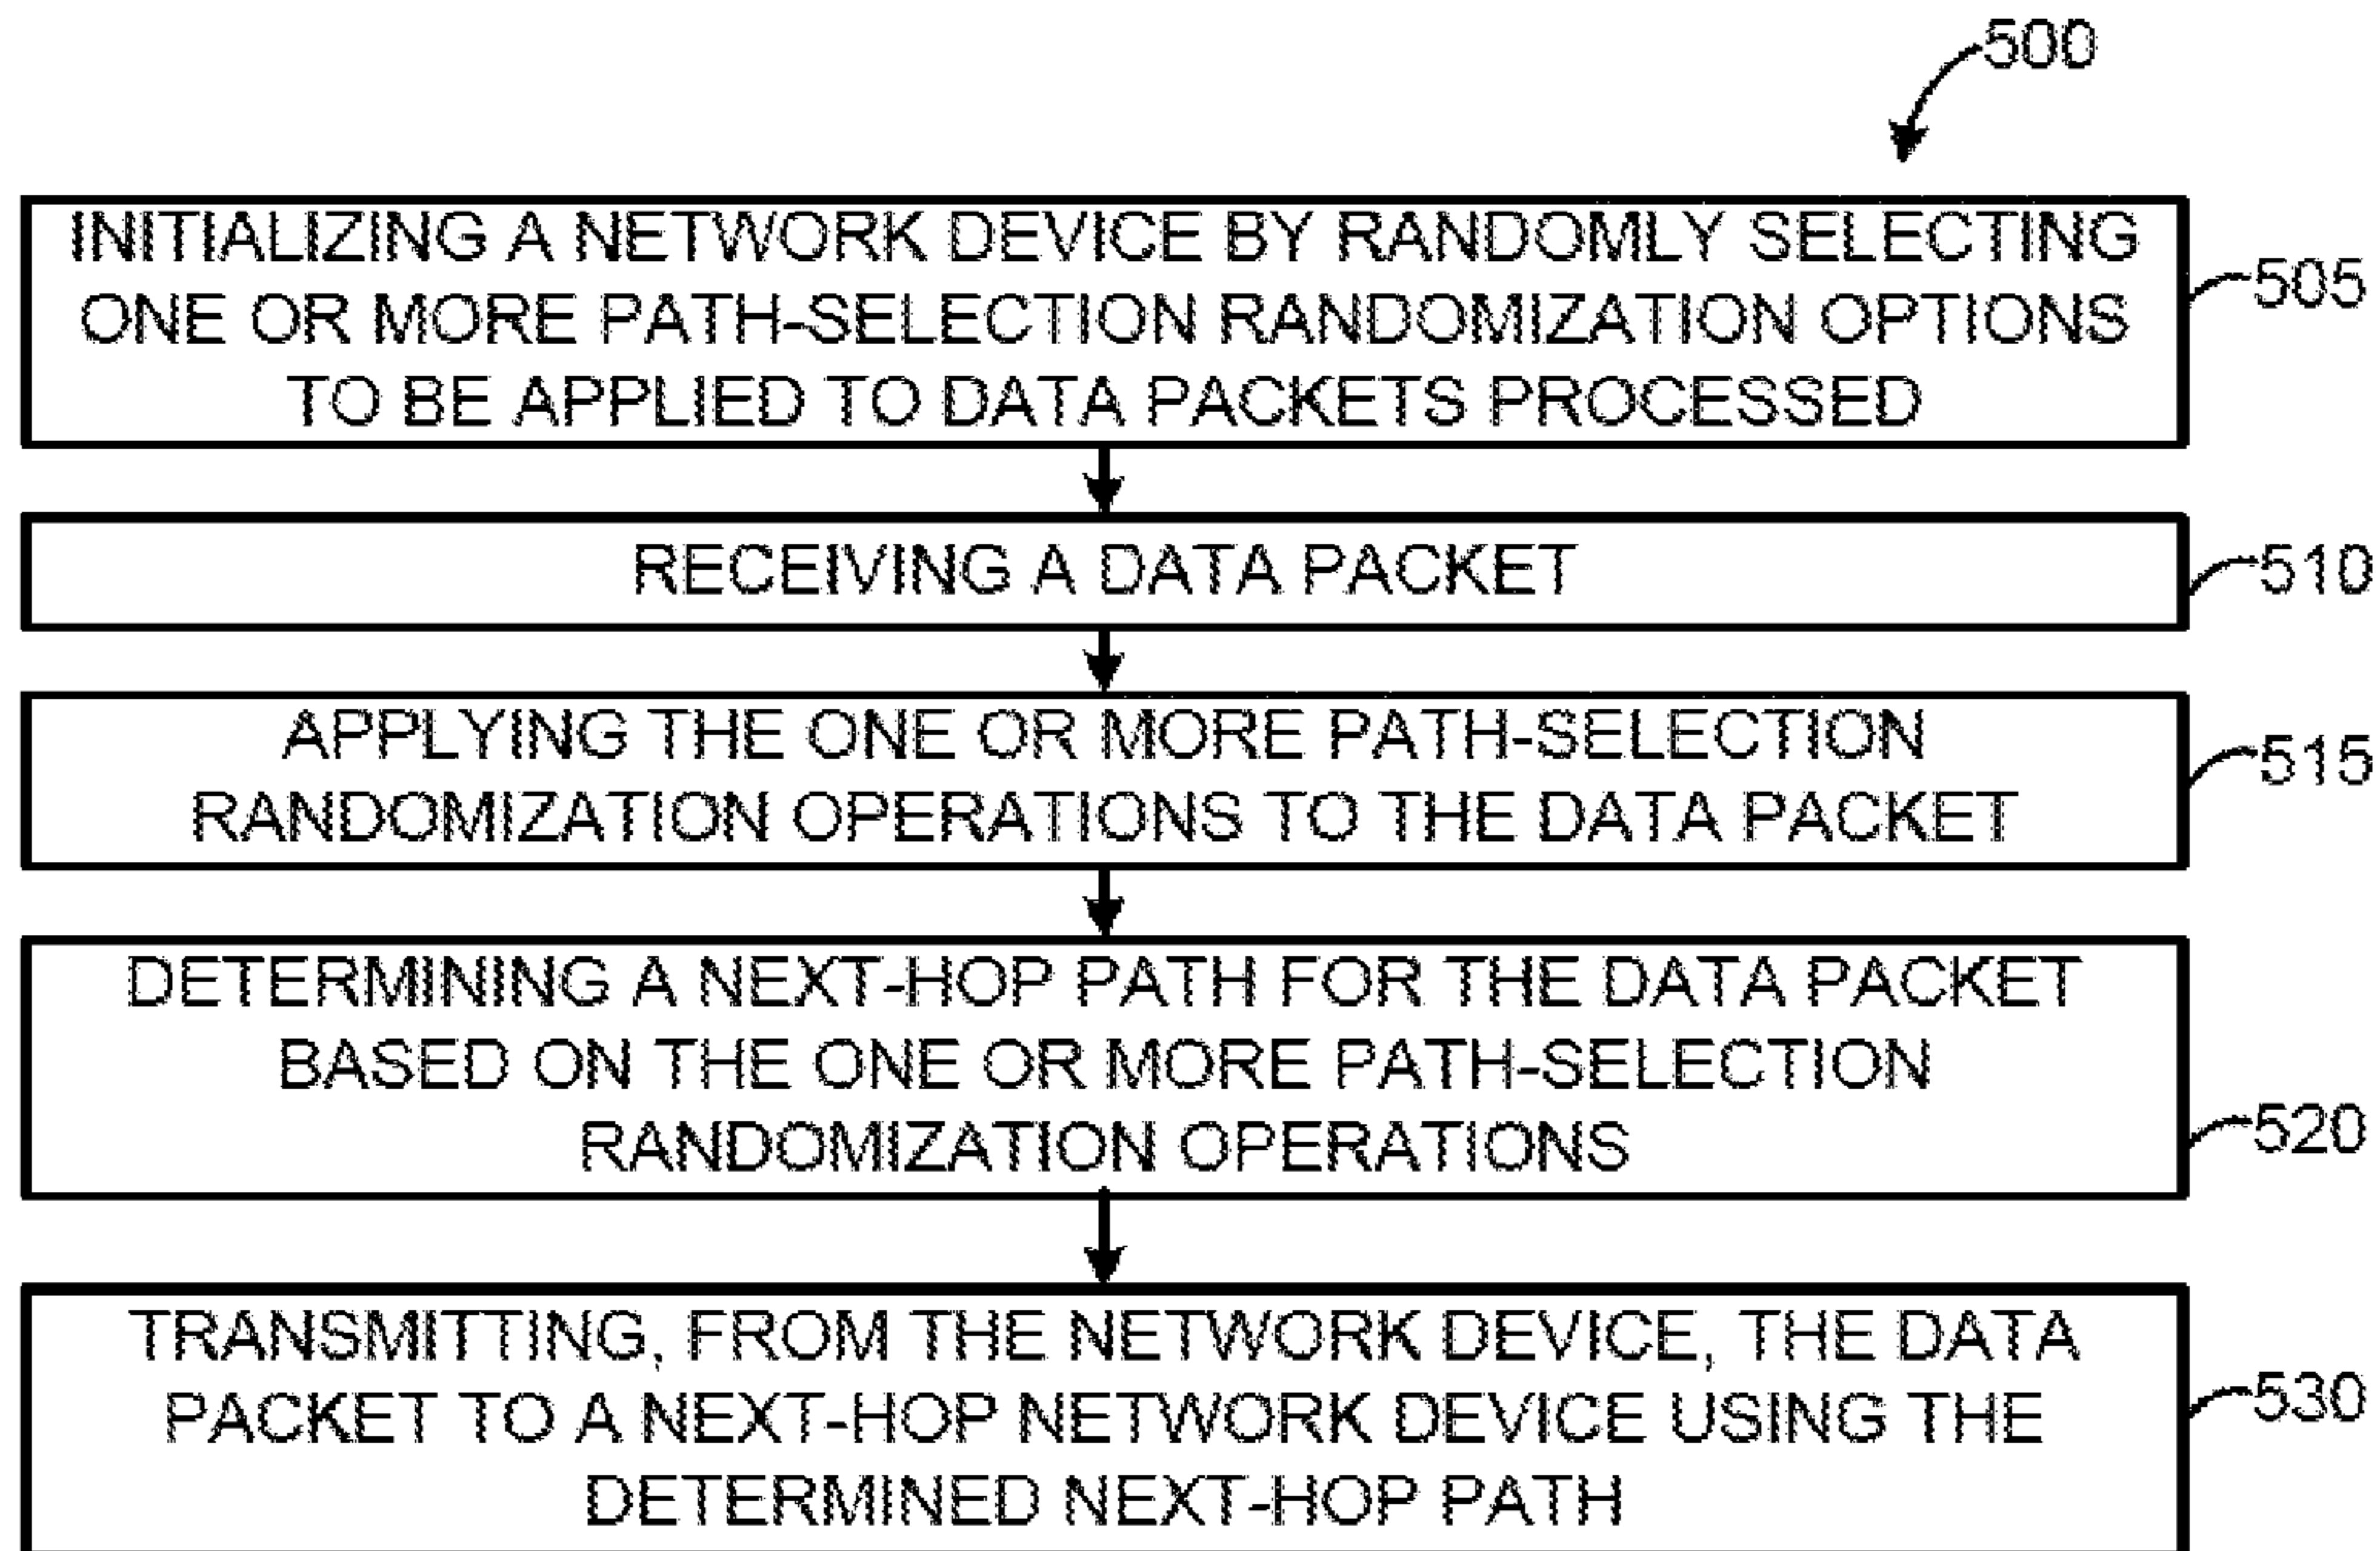 500
INITIALIZING A NETWORK DEVICE BY RANDOMLY SELECTING
ONE OR MORE PATH-SELECTION RANDOMIZATION OPTIONS
TO BE APPLIED TO DATA PACKETS PROCESSED
505
RECEIVING A DATA PACKET
510
APPLYING THE ONE OR MORE PATH-SELECTION
RANDOMIZATION OPERATIONS TO THE DATA PACKET
515
DETERMINING A NEXT-HOP PATH FOR THE DATA PACKET
BASED ON THE ONE OR MORE PATH-SELECTION
RANDOMIZATION OPERATIONS
520
TRANSMITTING, FROM THE NETWORK DEVICE, THE DATA
PACKET TO A NEXT-HOP NETWORK DEVICE USING THE
DETERMINED NEXT-HOP PATH
530